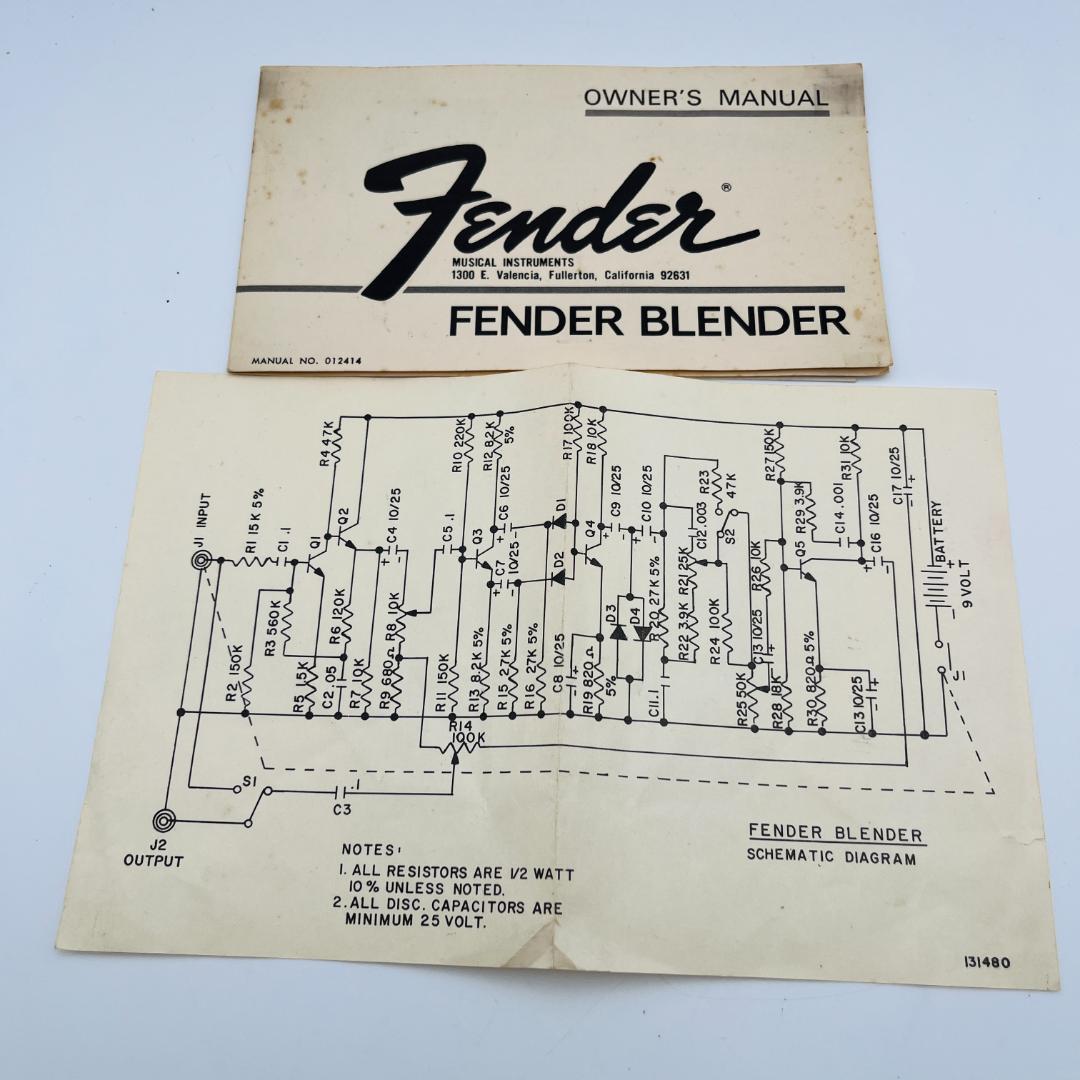 OWNER'S MANUAL
Fender®
MUSICAL INSTRUMENTS
1300 E. Valencia, Fullerton, California 92631
FENDER BLENDER
MANUAL NO. 012414
J1 INPUT
R1 15K 5%
C1 .1
Q1
R4 47K
Q2
C4 10/25
R3 560K
R2 150K
R5 15K
C2 .05
R6 120K
R7 10K
R8 10K
R9 680Ω
C5 .1
R10 220K
R12 8.2K
5%
Q3
C6 10/25
C7 10/25
R11 150K
R13 8.2K 5%
R15 27K 5%
R16 27K 5%
R14
100K
D1
D2
R17 100K
R18 10K
Q4
C9 10/25
C8 10/25
R19 820Ω
5%
D3
D4
C10 10/25
R20 27K 5%
C11 .1
R22 3.9K
R21 25K
C12 .003
R23
47K
S2
R24 100K
R25 50K
C13 10/25
R26 10K
R27 150K
R28 18K
R29 3.9K
Q5
R30 820Ω 5%
C14 .001
R31 10K
C16 10/25
C13 10/25
C17 10/25
BATTERY
9 VOLT
+
−
J1
S1
C3
.1
J2
OUTPUT
NOTES:
1. ALL RESISTORS ARE 1/2 WATT
10% UNLESS NOTED.
2. ALL DISC. CAPACITORS ARE
MINIMUM 25 VOLT.
FENDER BLENDER
SCHEMATIC DIAGRAM
131480